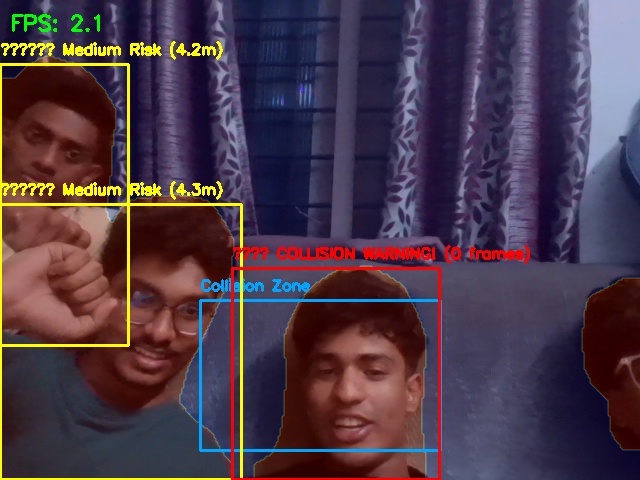 FPS: 2.1
?????? Medium Risk (4.2m)
?????? Medium Risk (4.3m)
???? COLLISION WARNING! (0 frames)
Collision Zone